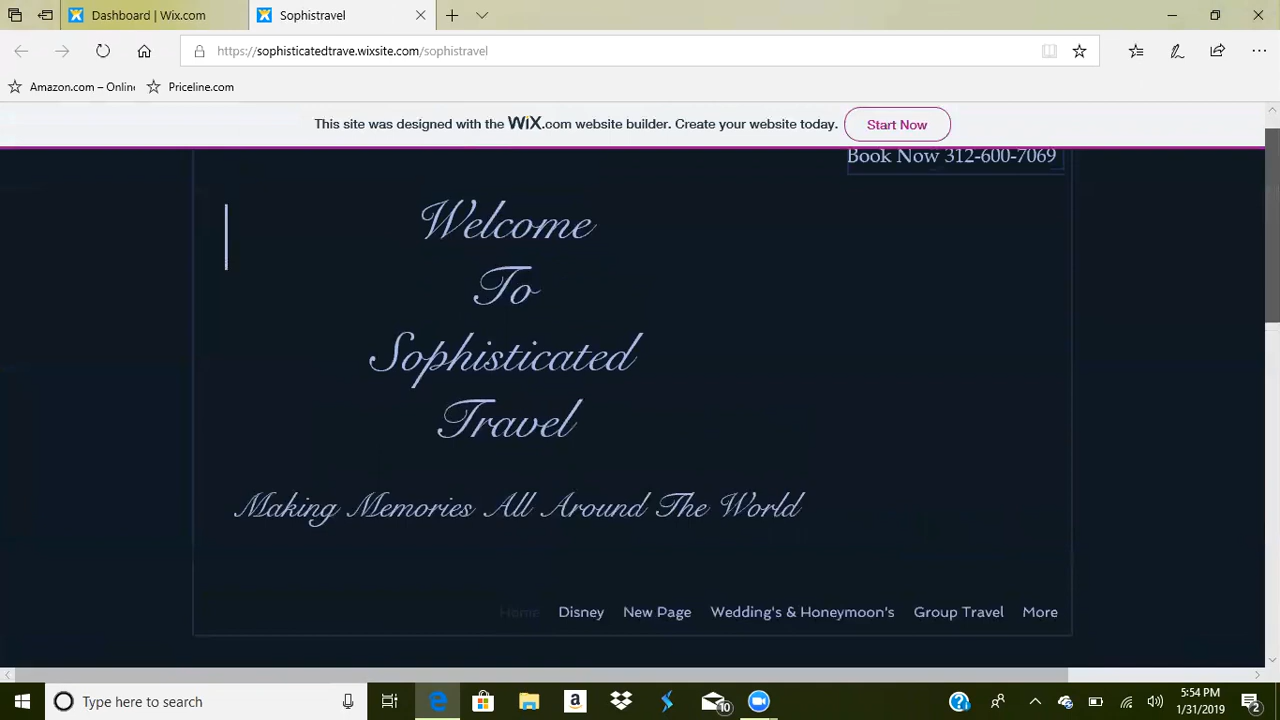 Dashboard | Wix.com
Sophistravel
https://sophisticatedtrave.wixsite.com/sophistravel
Amazon.com – Onlin
Priceline.com
This site was designed with the WiX.com website builder. Create your website today.
Start Now
Book Now 312-600-7069
Welcome
To
Sophisticated
Travel
Making Memories All Around The World
Home Disney New Page Wedding's & Honeymoon's Group Travel More
Type here to search
10
5:54 PM
1/31/2019
2